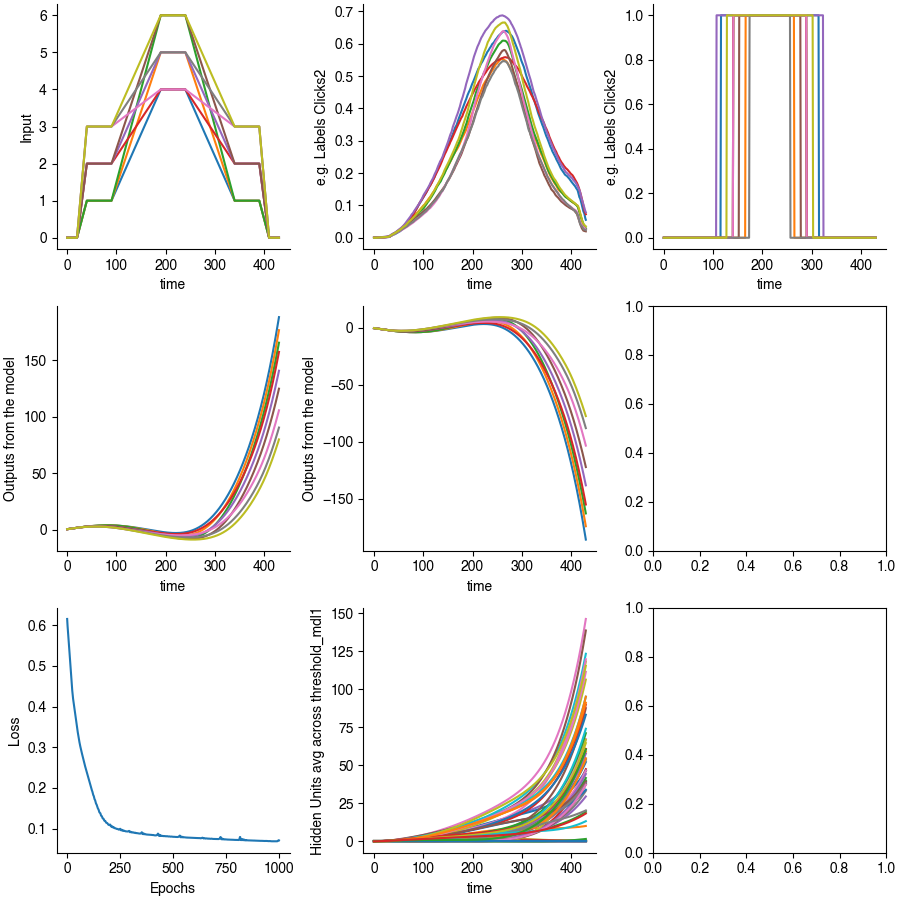 6
5
4
3
2
1
0
Input
0 100 200 300 400
time
0.7
0.6
0.5
0.4
0.3
0.2
0.1
0.0
e.g. Labels Clicks2
0 100 200 300 400
time
1.0
0.8
0.6
0.4
0.2
0.0
e.g. Labels Clicks2
0 100 200 300 400
time
150
100
50
0
Outputs from the model
0 100 200 300 400
time
0
−50
−100
−150
Outputs from the model
0 100 200 300 400
time
1.0
0.8
0.6
0.4
0.2
0.0
0.0 0.2 0.4 0.6 0.8 1.0
0.6
0.5
0.4
0.3
0.2
0.1
Loss
0 250 500 750 1000
Epochs
150
125
100
75
50
25
0
Hidden Units avg across threshold_mdl1
0 100 200 300 400
time
1.0
0.8
0.6
0.4
0.2
0.0
0.0 0.2 0.4 0.6 0.8 1.0